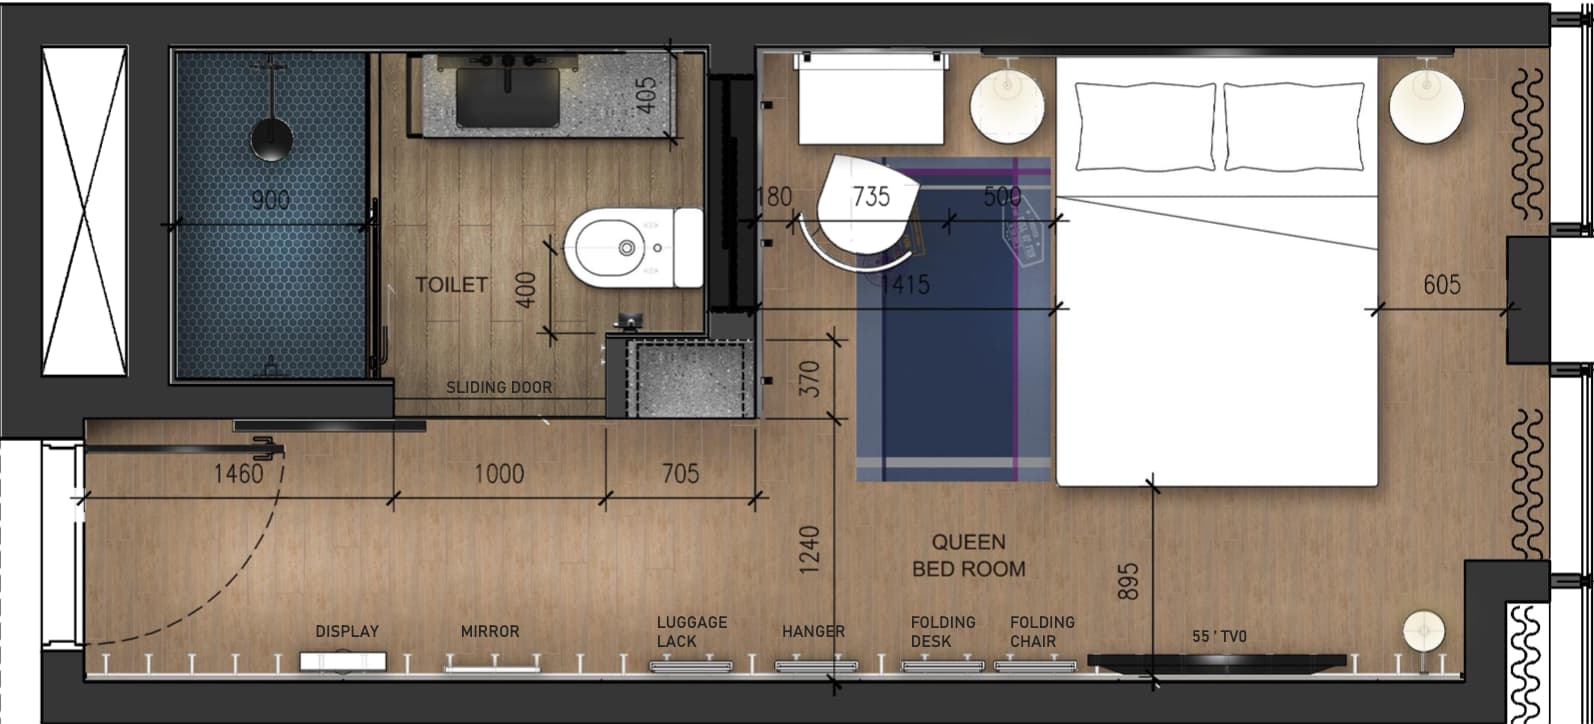 405
900
180
735
500
TOILET
400
1415
605
SLIDING DOOR
370
1460
1000
705
1240
QUEEN
BED ROOM
895
DISPLAY
MIRROR
LUGGAGE
LACK
HANGER
FOLDING
DESK
FOLDING
CHAIR
55 ' TV0